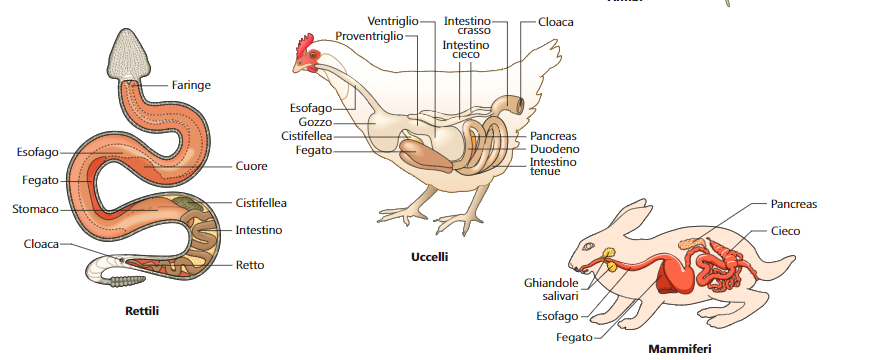 Faringe
Esofago
Fegato
Stomaco
Cloaca
Cuore
Cistifellea
Intestino
Retto
Rettili
Ventriglio
Proventriglio
Intestino
crasso
Intestino
cieco
Cloaca
Esofago
Gozzo
Cistifellea
Fegato
Pancreas
Duodeno
Intestino
tenue
Uccelli
Pancreas
Cieco
Ghiandole
salivari
Esofago
Fegato
Mammiferi